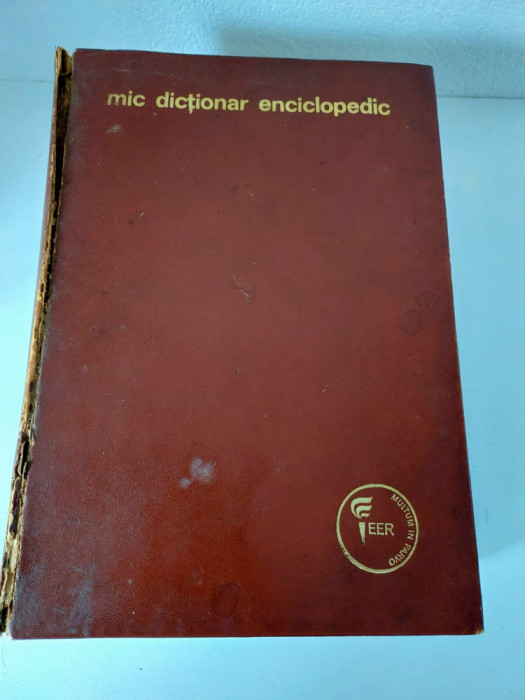 mic dicționar enciclopedic
EER
MULTUM IN PARVO